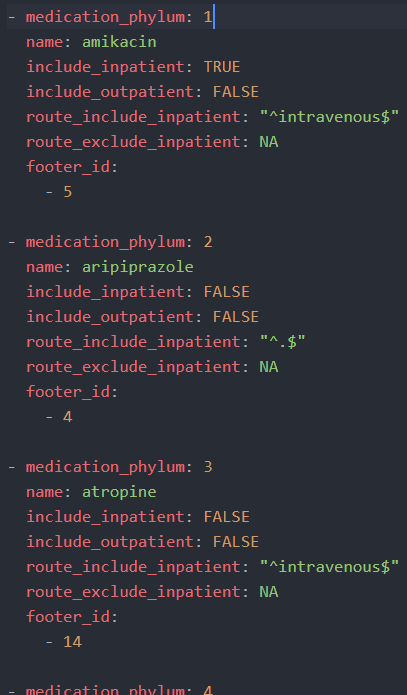 - medication_phylum: 1
name: amikacin
include_inpatient: TRUE
include_outpatient: FALSE
route_include_inpatient: "^intravenous$"
route_exclude_inpatient: NA
footer_id:
- 5
- medication_phylum: 2
name: aripiprazole
include_inpatient: FALSE
include_outpatient: FALSE
route_include_inpatient: "^.$"
route_exclude_inpatient: NA
footer_id:
- 4
- medication_phylum: 3
name: atropine
include_inpatient: FALSE
include_outpatient: FALSE
route_include_inpatient: "^intravenous$"
route_exclude_inpatient: NA
footer_id:
- 14
- medication_phylum: 4